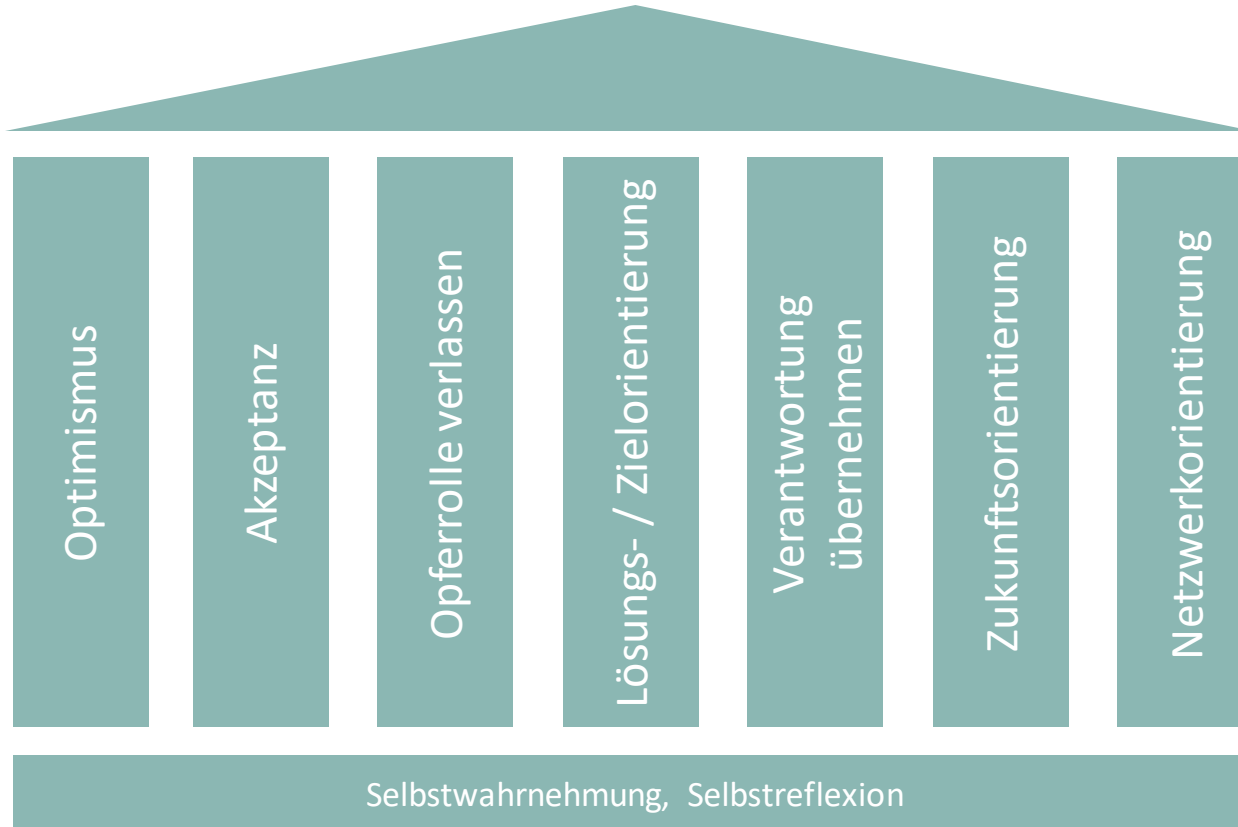 Optimismus
Akzeptanz
Opferrolle verlassen
Lösungs- / Zielorientierung
Verantwortung
übernehmen
Zukunftsorientierung
Netzwerkorientierung
Selbstwahrnehmung, Selbstreflexion